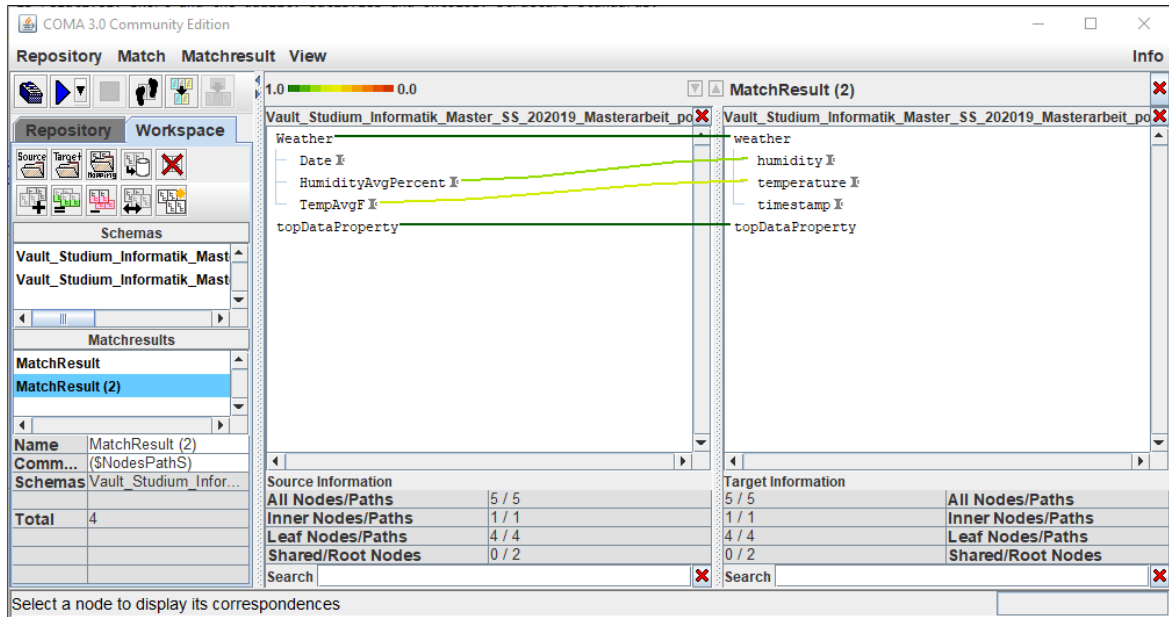 COMA 3.0 Community Edition
Repository Match Matchresult View Info
1.0 0.0 MatchResult (2)
Repository Workspace
Source Target Mapping
Schemas
Vault_Studium_Informatik_Mast
Vault_Studium_Informatik_Mast
Matchresults
MatchResult
MatchResult (2)
Name MatchResult (2)
Comm... ($NodesPathS)
Schemas Vault_Studium_Infor...
Total 4
Vault_Studium_Informatik_Master_SS_202019_Masterarbeit_po
Weather
Date
HumidityAvgPercent
TempAvgF
topDataProperty
Source Information
All Nodes/Paths 5 / 5
Inner Nodes/Paths 1 / 1
Leaf Nodes/Paths 4 / 4
Shared/Root Nodes 0 / 2
Search
Vault_Studium_Informatik_Master_SS_202019_Masterarbeit_po
weather
humidity
temperature
timestamp
topDataProperty
Target Information
5 / 5 All Nodes/Paths
1 / 1 Inner Nodes/Paths
4 / 4 Leaf Nodes/Paths
0 / 2 Shared/Root Nodes
Search
Select a node to display its correspondences